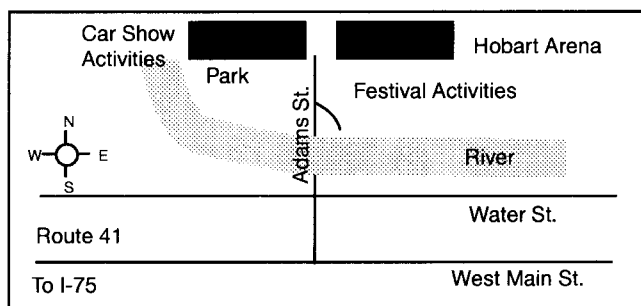 Car Show
Activities
Park
Hobart Arena
Adams St.
Festival Activities
N
W
E
S
River
Water St.
Route 41
West Main St.
To I-75